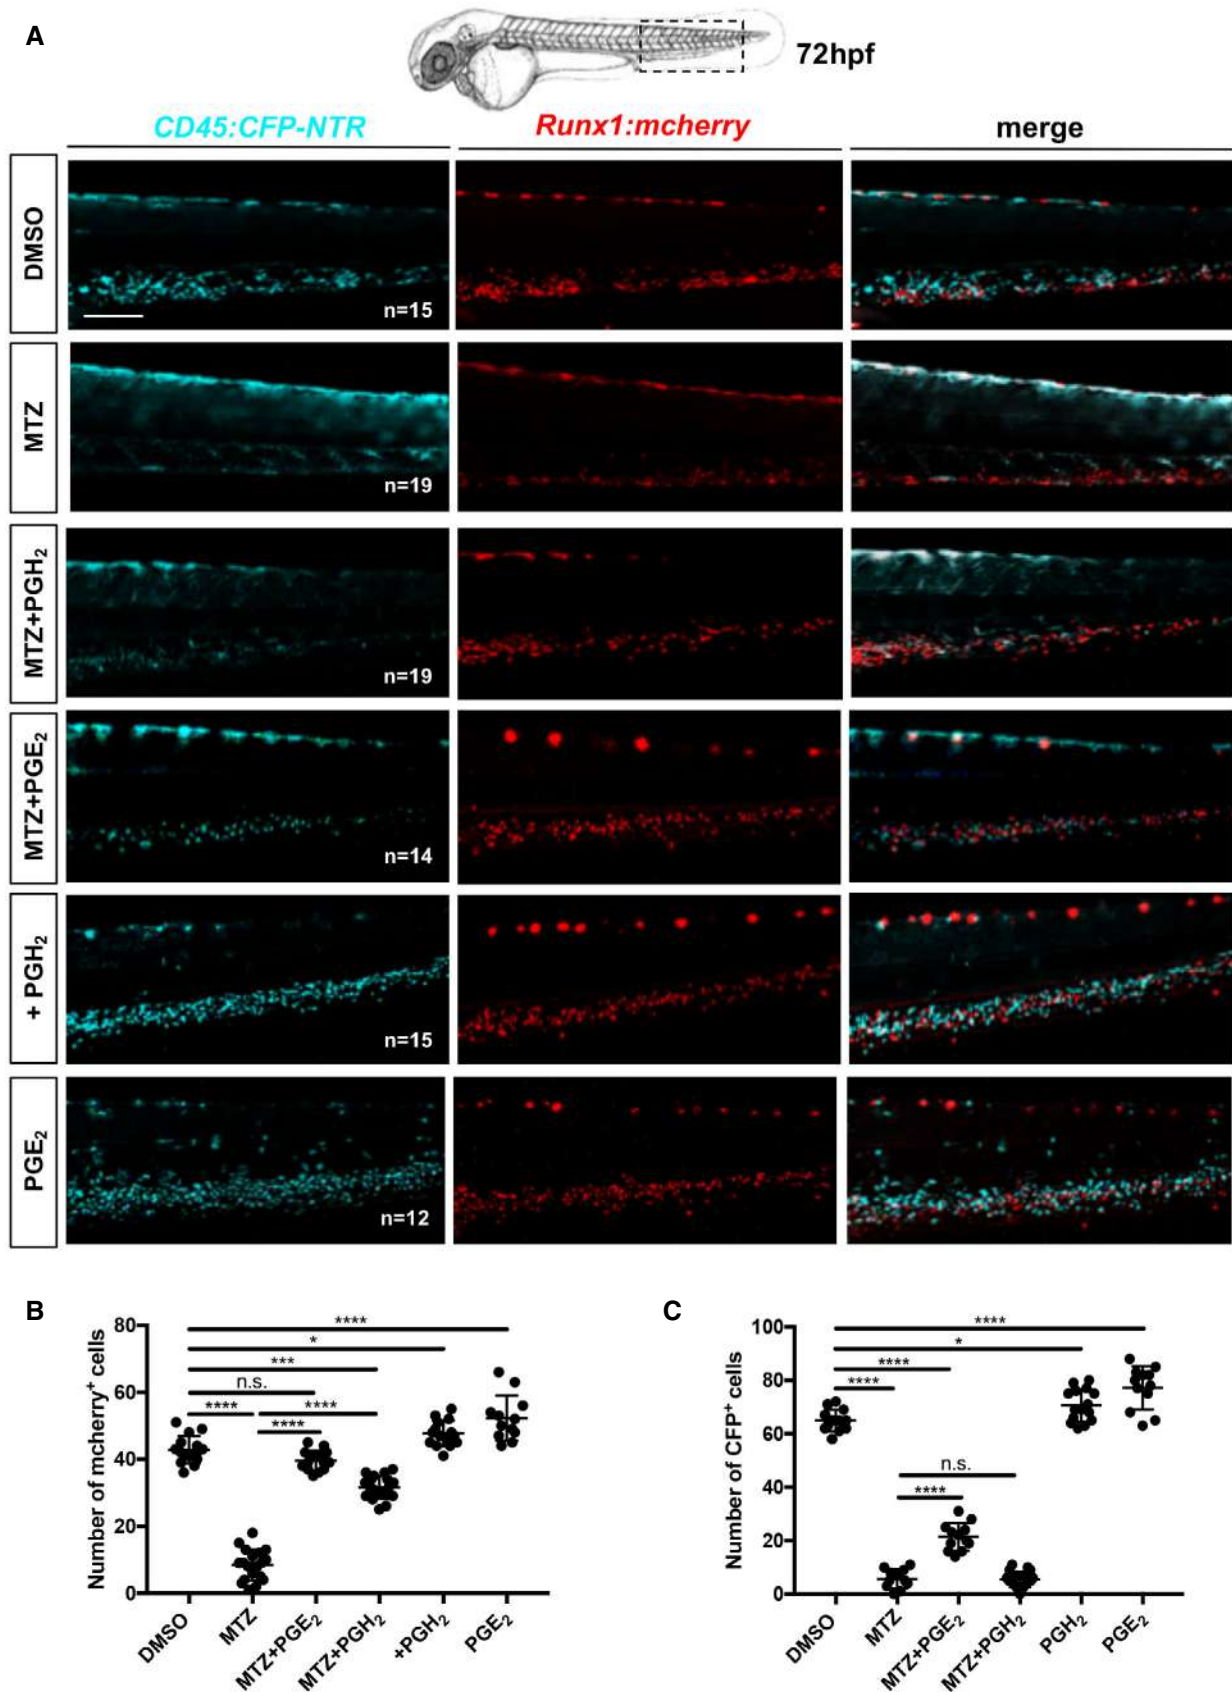 A
72hpf
CD45:CFP-NTR Runx1:mcherry merge
DMSO
n=15
MTZ
n=19
MTZ+PGH₂
n=19
MTZ+PGE₂
n=14
+ PGH₂
n=15
PGE₂
n=12
B
Number of mcherry⁺ cells
80
60
40
20
0
****
*
***
n.s.
**** ****
****
DMSO MTZ MTZ+PGE₂ MTZ+PGH₂ +PGH₂ PGE₂
C
Number of CFP⁺ cells
100
80
60
40
20
0
****
*
****
****
n.s.
****
DMSO MTZ MTZ+PGE₂ MTZ+PGH₂ PGH₂ PGE₂